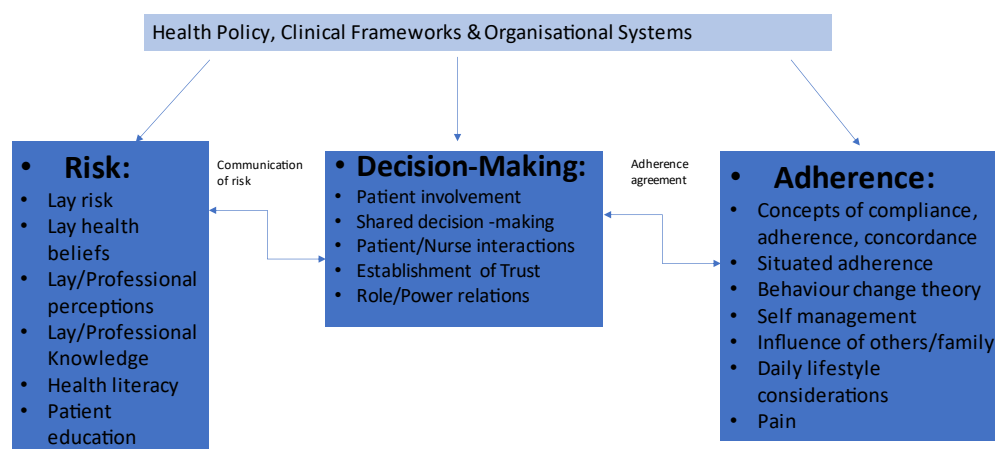 Health Policy, Clinical Frameworks & Organisational Systems
• Risk:
• Lay risk
• Lay health
beliefs
• Lay/Professional
perceptions
• Lay/Professional
Knowledge
• Health literacy
• Patient
education
Communication
of risk
• Decision-Making:
• Patient involvement
• Shared decision -making
• Patient/Nurse interactions
• Establishment of Trust
• Role/Power relations
Adherence
agreement
• Adherence:
• Concepts of compliance,
adherence, concordance
• Situated adherence
• Behaviour change theory
• Self management
• Influence of others/family
• Daily lifestyle
considerations
• Pain